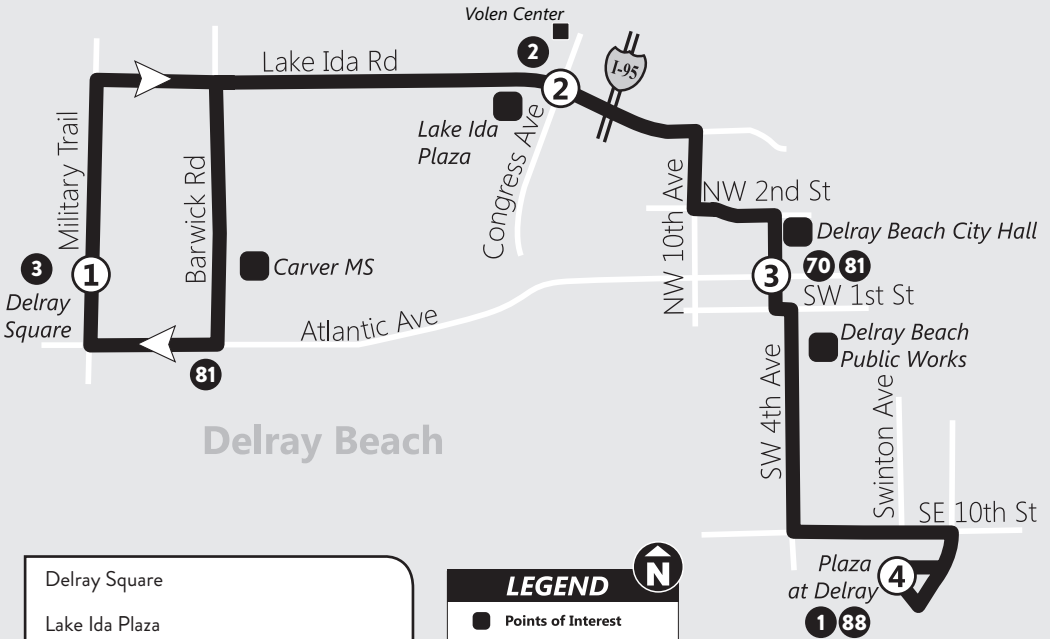 Volen Center
2
I-95
Lake Ida Rd
2
Lake Ida
Plaza
Congress Ave
Military Trail
Barwick Rd
NW 10th Ave
NW 2nd St
Delray Beach City Hall
70 81
3
SW 1st St
3
1
Delray
Square
Carver MS
Atlantic Ave
81
Delray Beach
Public Works
SW 4th Ave
Swinton Ave
SE 10th St
Delray Beach
Plaza
at Delray
4
1 88
Delray Square
Lake Ida Plaza
LEGEND
N
Points of Interest